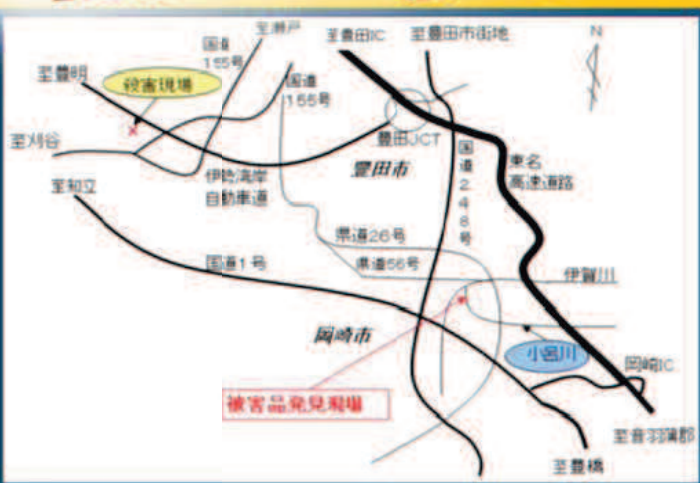 至瀬戸
至豊田IC
至豊田市街地
N
国道
155号
至豊明
殺害現場
国道
155号
至刈谷
豊田JCT
豊田市
国道248号
東名
高速道路
伊勢湾岸
自動車道
至知立
県道26号
国道1号
県道56号
伊賀川
岡崎市
小呂川
岡崎IC
被害品発見現場
至音羽蒲郡
至豊橋